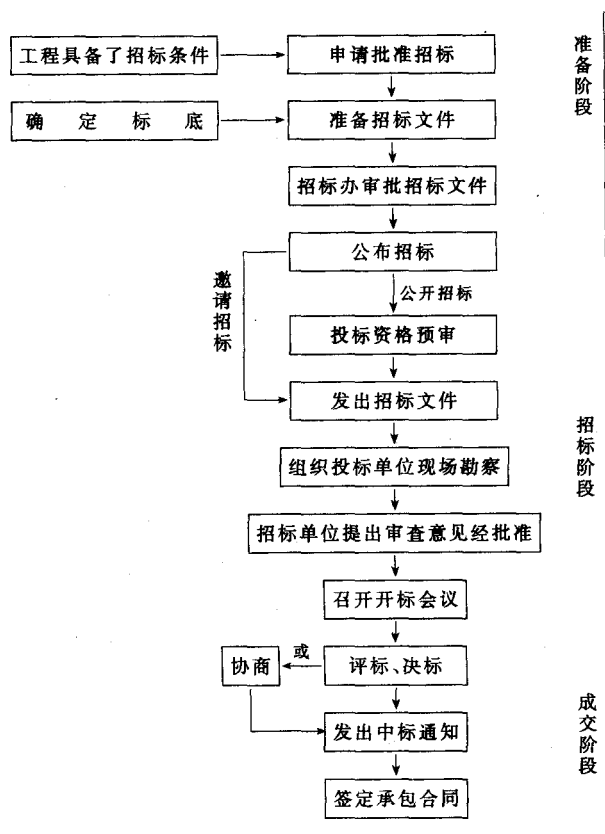 工程具备了招标条件
申请批准招标
准备阶段
确定标底
准备招标文件
招标办审批招标文件
公布招标
邀请招标
公开招标
投标资格预审
发出招标文件
招标阶段
组织投标单位现场勘察
招标单位提出审查意见经批准
召开开标会议
协商
或
评标、决标
发出中标通知
成交阶段
签定承包合同